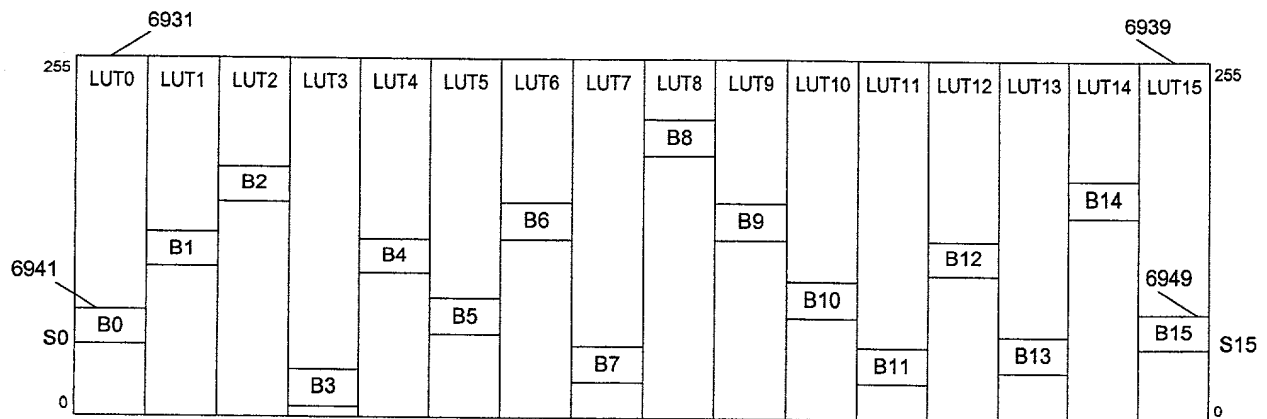 6931
6939
255
LUT0 LUT1 LUT2 LUT3 LUT4 LUT5 LUT6 LUT7 LUT8 LUT9 LUT10 LUT11 LUT12 LUT13 LUT14 LUT15
255
B8
B2
B14
B6
B9
B1
B4
B12
6941
6949
B10
B5
B0
B15
S0
S15
B13
B7
B11
B3
0
0